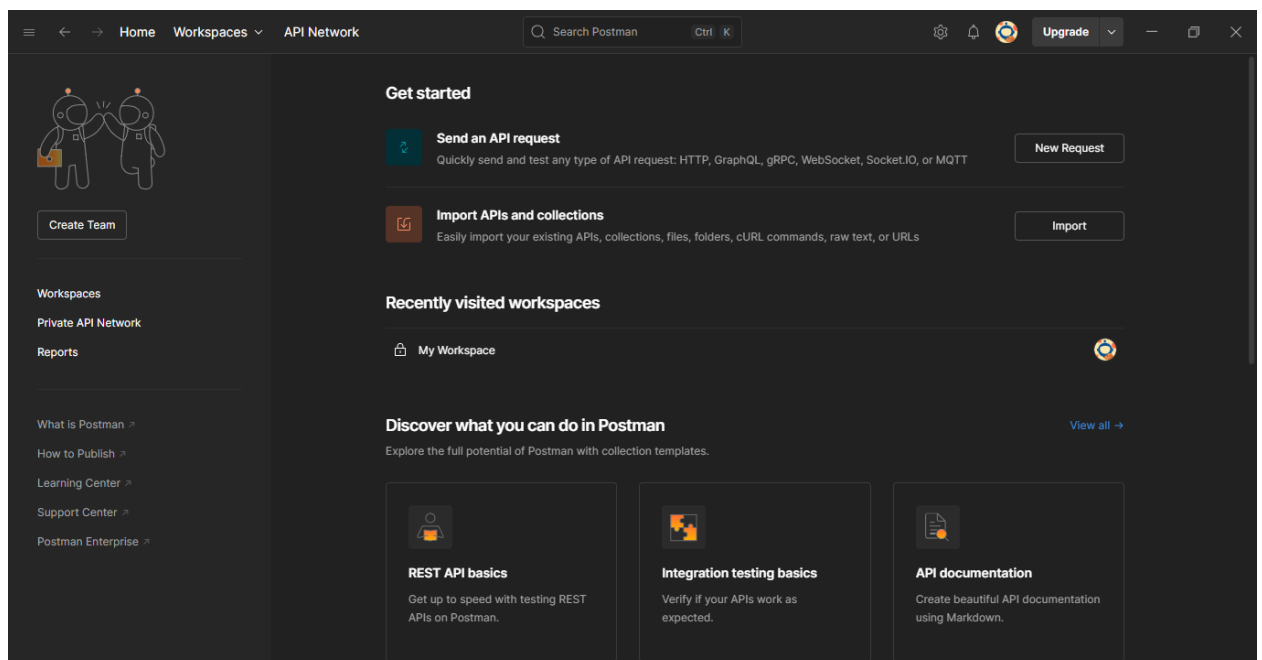 Home Workspaces API Network Search Postman Ctrl K Upgrade
Create Team
Workspaces
Private API Network
Reports
What is Postman
How to Publish
Learning Center
Support Center
Postman Enterprise
Get started
Send an API request
Quickly send and test any type of API request: HTTP, GraphQL, gRPC, WebSocket, Socket.IO, or MQTT
New Request
Import APIs and collections
Easily import your existing APIs, collections, files, folders, cURL commands, raw text, or URLs
Import
Recently visited workspaces
My Workspace
Discover what you can do in Postman
View all →
Explore the full potential of Postman with collection templates.
REST API basics
Get up to speed with testing REST
APIs on Postman.
Integration testing basics
Verify if your APIs work as
expected.
API documentation
Create beautiful API documentation
using Markdown.